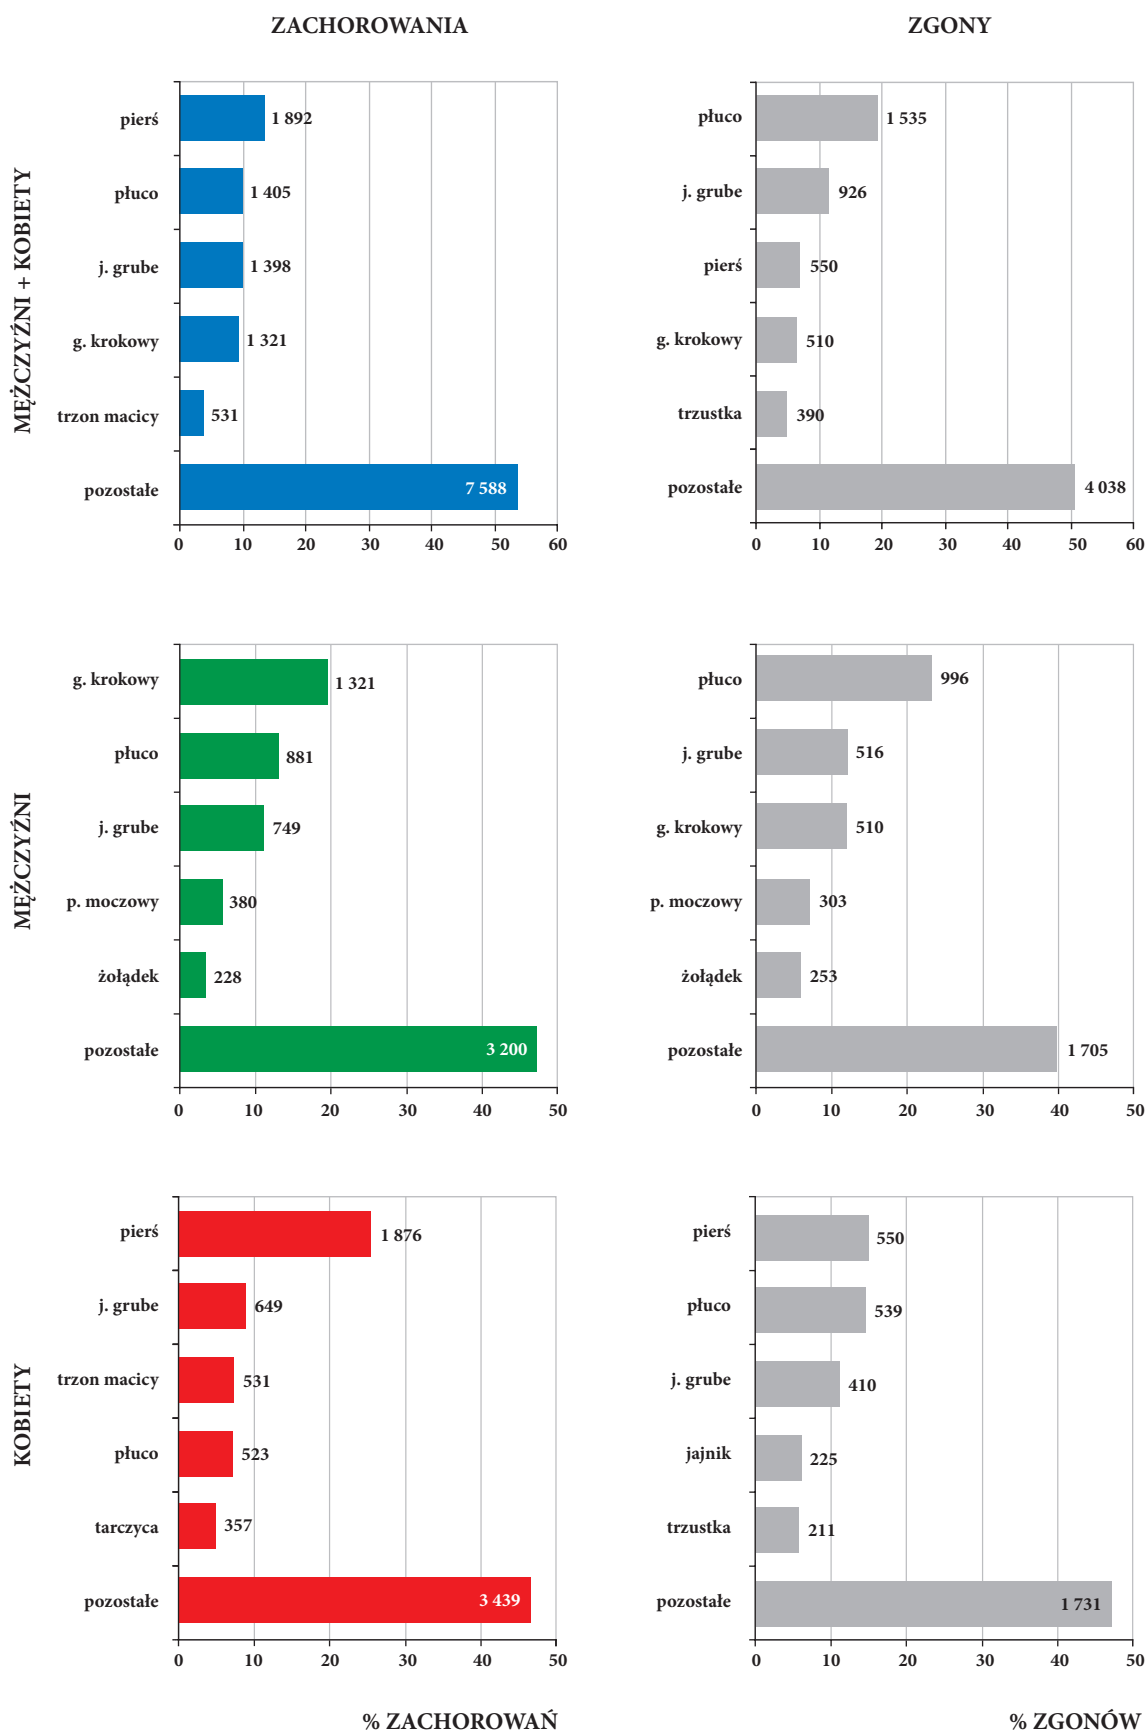 ZACHOROWANIA
ZGONY
MĘŻCZYŹNI + KOBIETY
pierś 1 892
płuco 1 405
j. grube 1 398
g. krokowy 1 321
trzon macicy 531
pozostałe 7 588
0 10 20 30 40 50 60
płuco 1 535
j. grube 926
pierś 550
g. krokowy 510
trzustka 390
pozostałe 4 038
0 10 20 30 40 50 60
MĘŻCZYŹNI
g. krokowy 1 321
płuco 881
j. grube 749
p. moczowy 380
żołądek 228
pozostałe 3 200
0 10 20 30 40 50
płuco 996
j. grube 516
g. krokowy 510
p. moczowy 303
żołądek 253
pozostałe 1 705
0 10 20 30 40 50
KOBIETY
pierś 1 876
j. grube 649
trzon macicy 531
płuco 523
tarczyca 357
pozostałe 3 439
0 10 20 30 40 50
pierś 550
płuco 539
j. grube 410
jajnik 225
trzustka 211
pozostałe 1 731
0 10 20 30 40 50
% ZACHOROWAŃ
% ZGONÓW